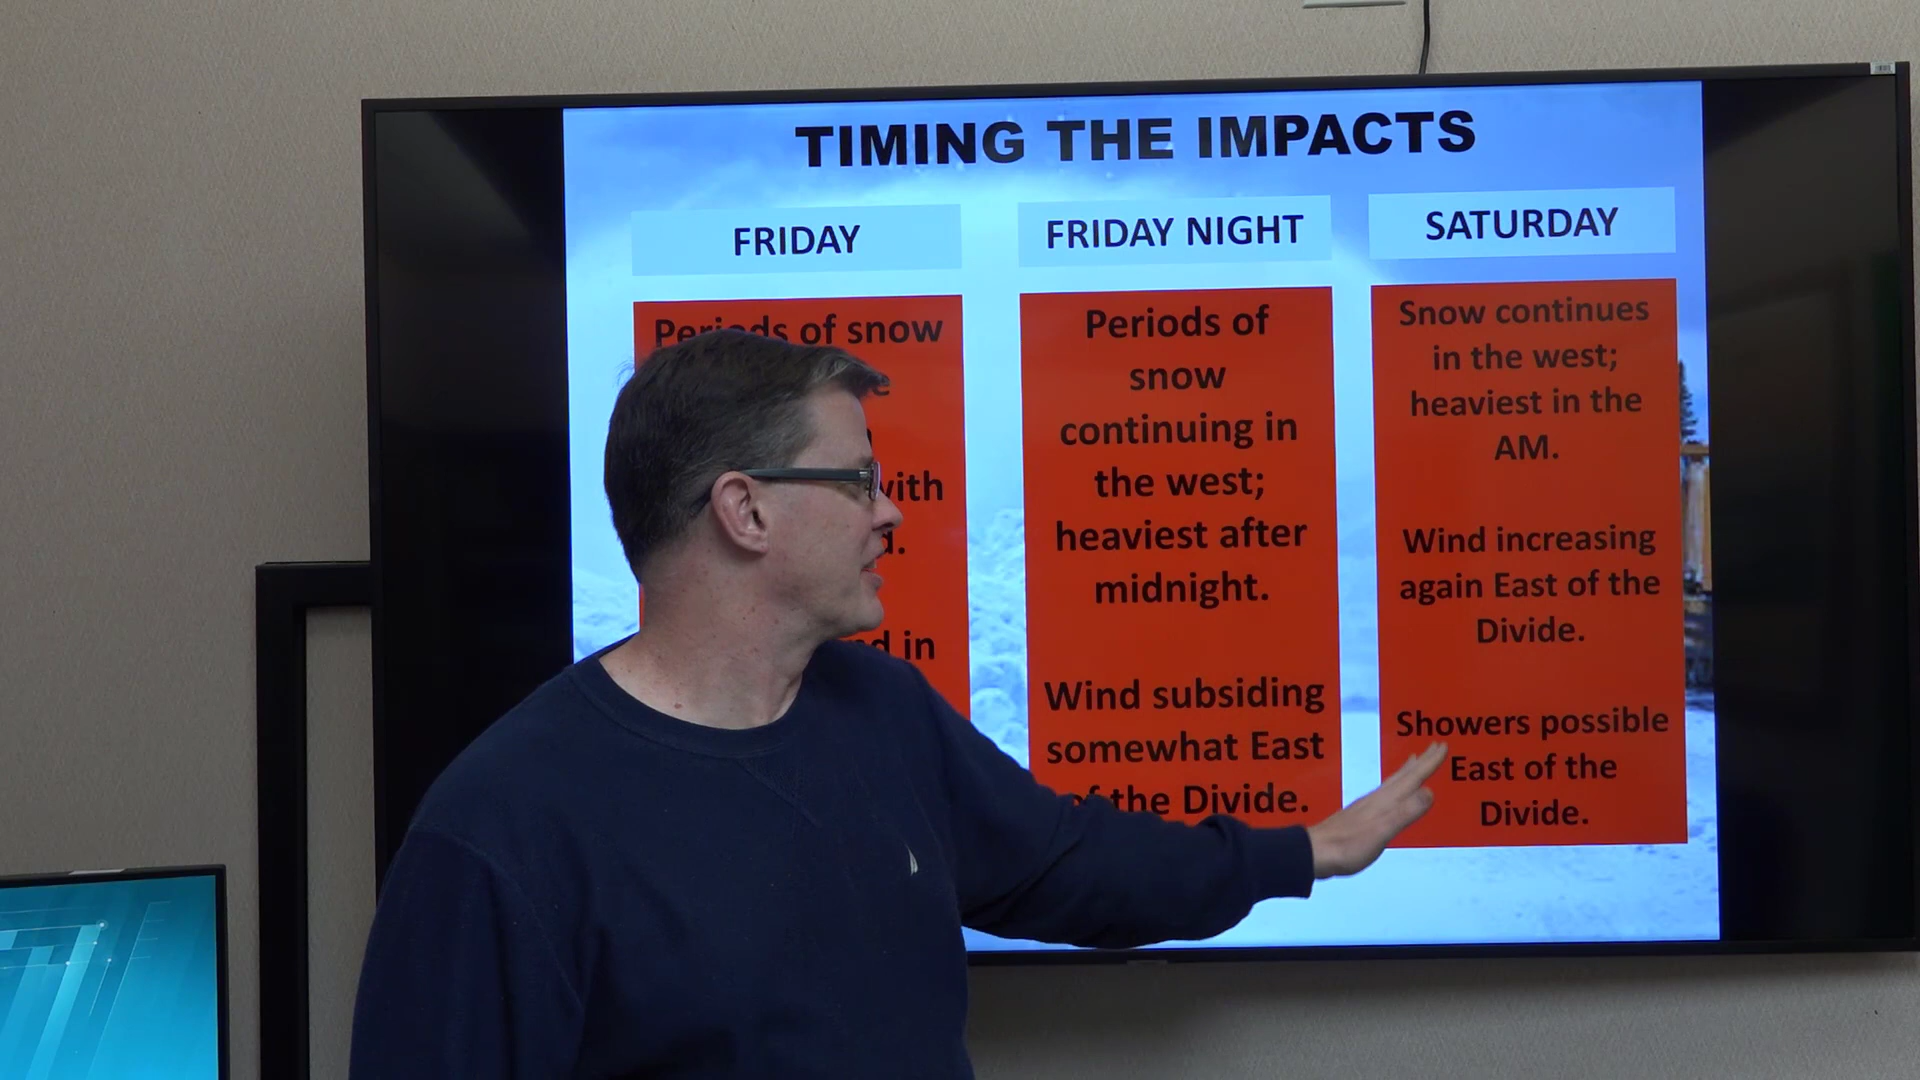 TIMING THE IMPACTS
FRIDAY
Periods of snow
in
FRIDAY NIGHT
Periods of
snow
continuing in
the west;
heaviest after
midnight.
Wind subsiding
somewhat East
of the Divide.
SATURDAY
Snow continues
in the west;
heaviest in the
AM.
Wind increasing
again East of the
Divide.
Showers possible
East of the
Divide.